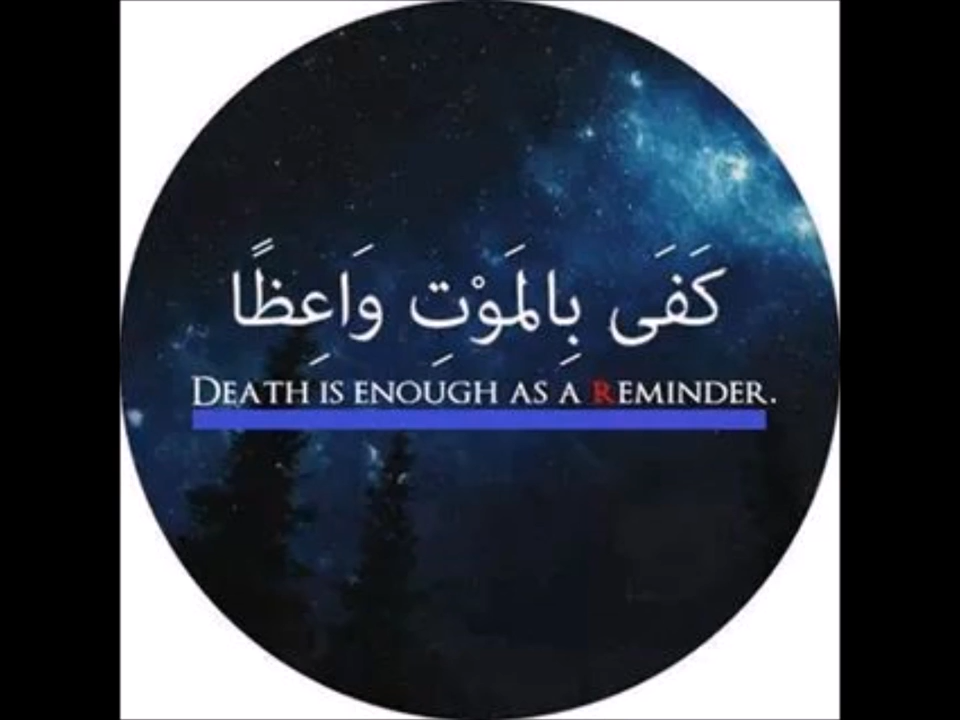 كَفَى بِالمَوْتِ وَاعِظًا
DEATH IS ENOUGH AS A REMINDER.